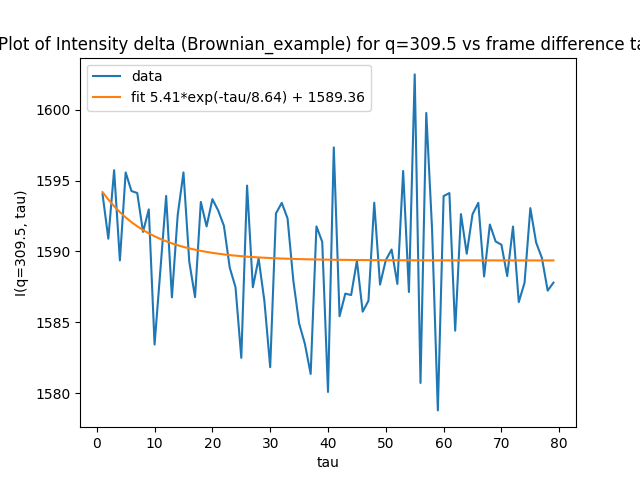 Plot of Intensity delta (Brownian_example) for q=309.5 vs frame difference ta
data
fit 5.41*exp(-tau/8.64) + 1589.36
I(q=309.5, tau)
1600
1595
1590
1585
1580
0 10 20 30 40 50 60 70 80
tau